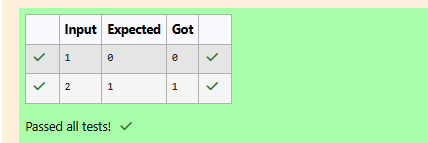 Input Expected Got
1 0 0
2 1 1
Passed all tests!